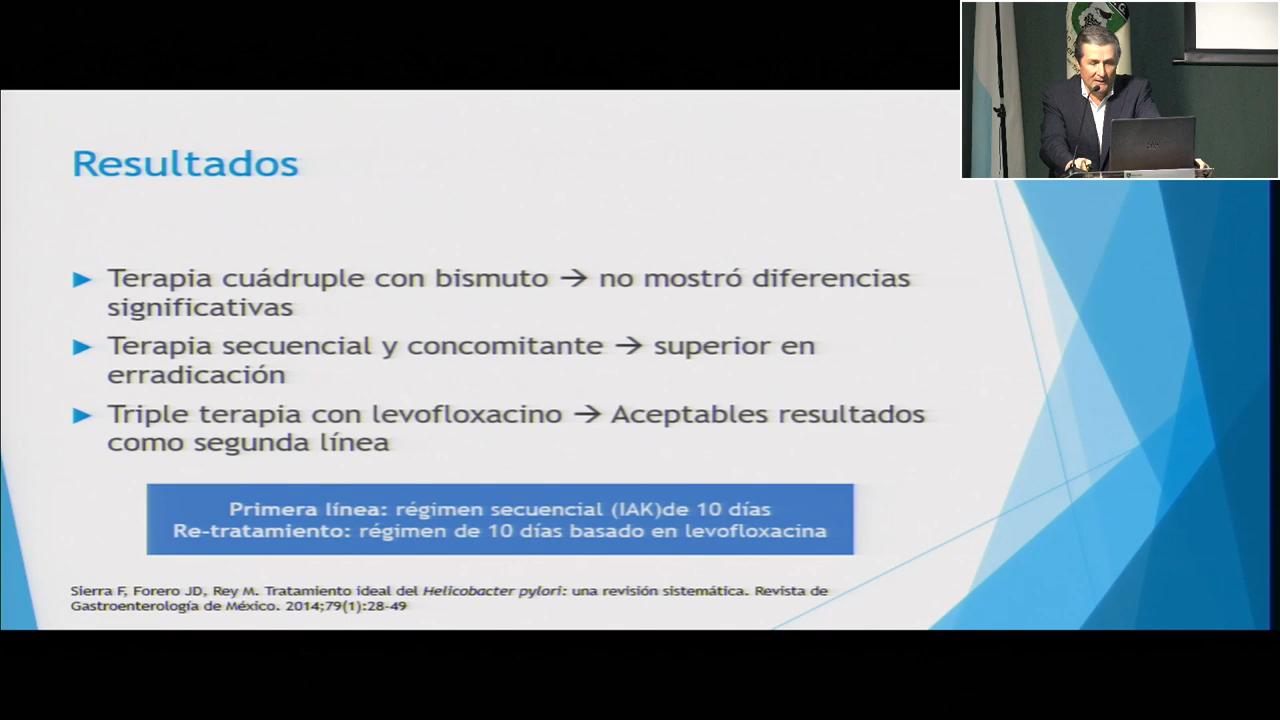 Resultados
Terapia cuádruple con bismuto → no mostró diferencias
significativas
Terapia secuencial y concomitante → superior en
erradicación
Triple terapia con levofloxacino → Aceptables resultados
como segunda línea
Primera línea: régimen secuencial (IAK)de 10 días
Re-tratamiento: régimen de 10 días basado en levofloxacina
Sierra F, Forero JD, Rey M. Tratamiento ideal del Helicobacter pylori: una revisión sistemática. Revista de
Gastroenterología de México. 2014;79(1):28-49